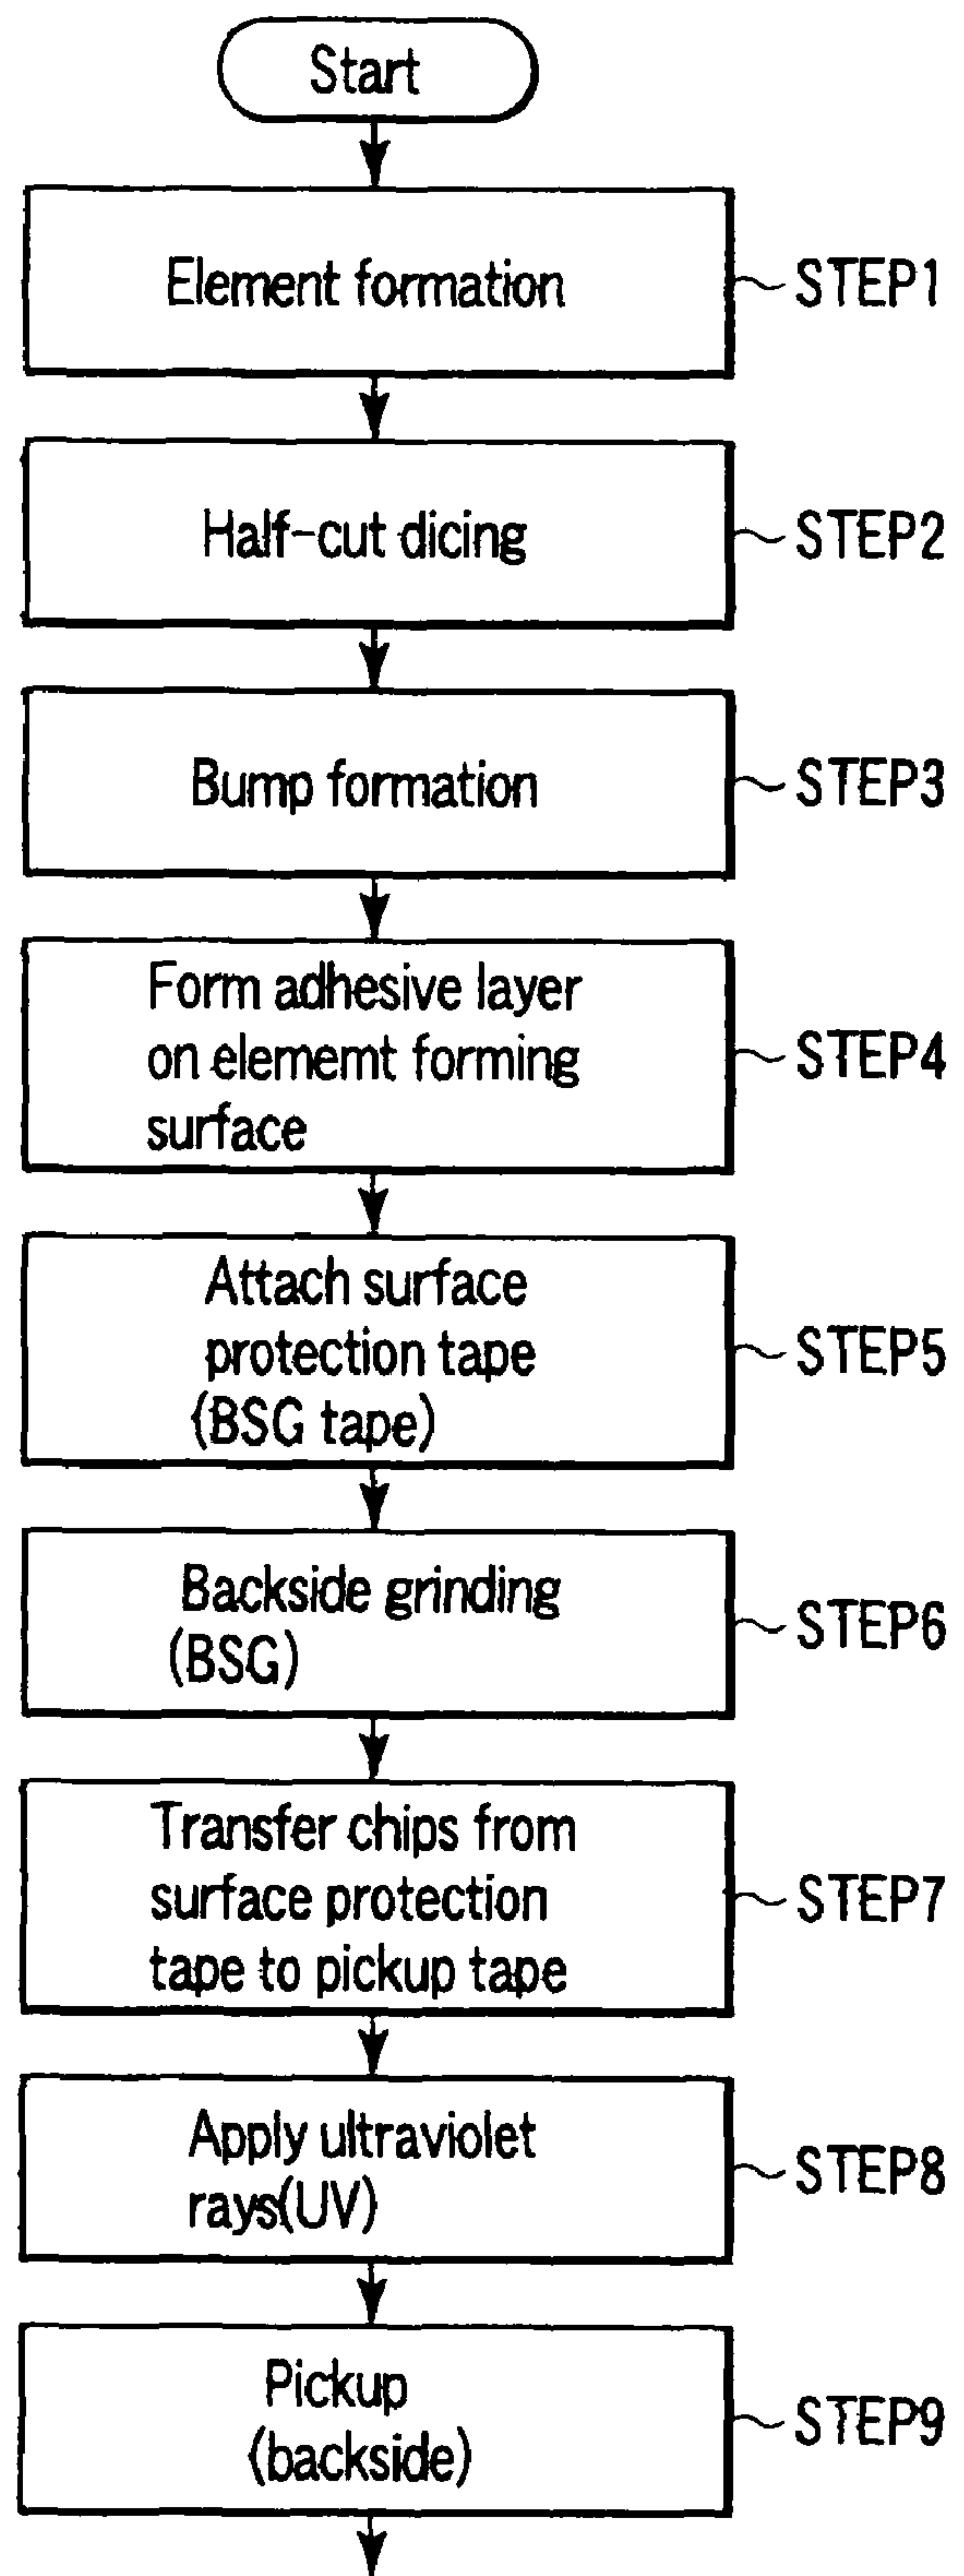 Start
Element formation
STEP1
Half-cut dicing
STEP2
Bump formation
STEP3
Form adhesive layer
on elememt forming
surface
STEP4
Attach surface
protection tape
(BSG tape)
STEP5
Backside grinding
(BSG)
STEP6
Transfer chips from
surface protection
tape to pickup tape
STEP7
Apply ultraviolet
rays(UV)
STEP8
Pickup
(backside)
STEP9